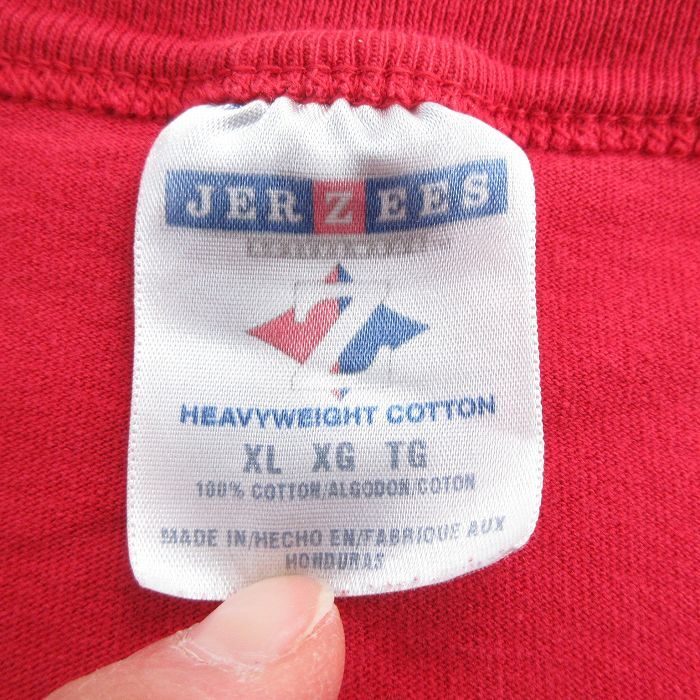 JERZEES
HEAVYWEIGHT COTTON
XL XG TG
100% COTTON/ALGODON/COTON
MADE IN/HECHO EN/FABRIQUE AUX
HONDURAS